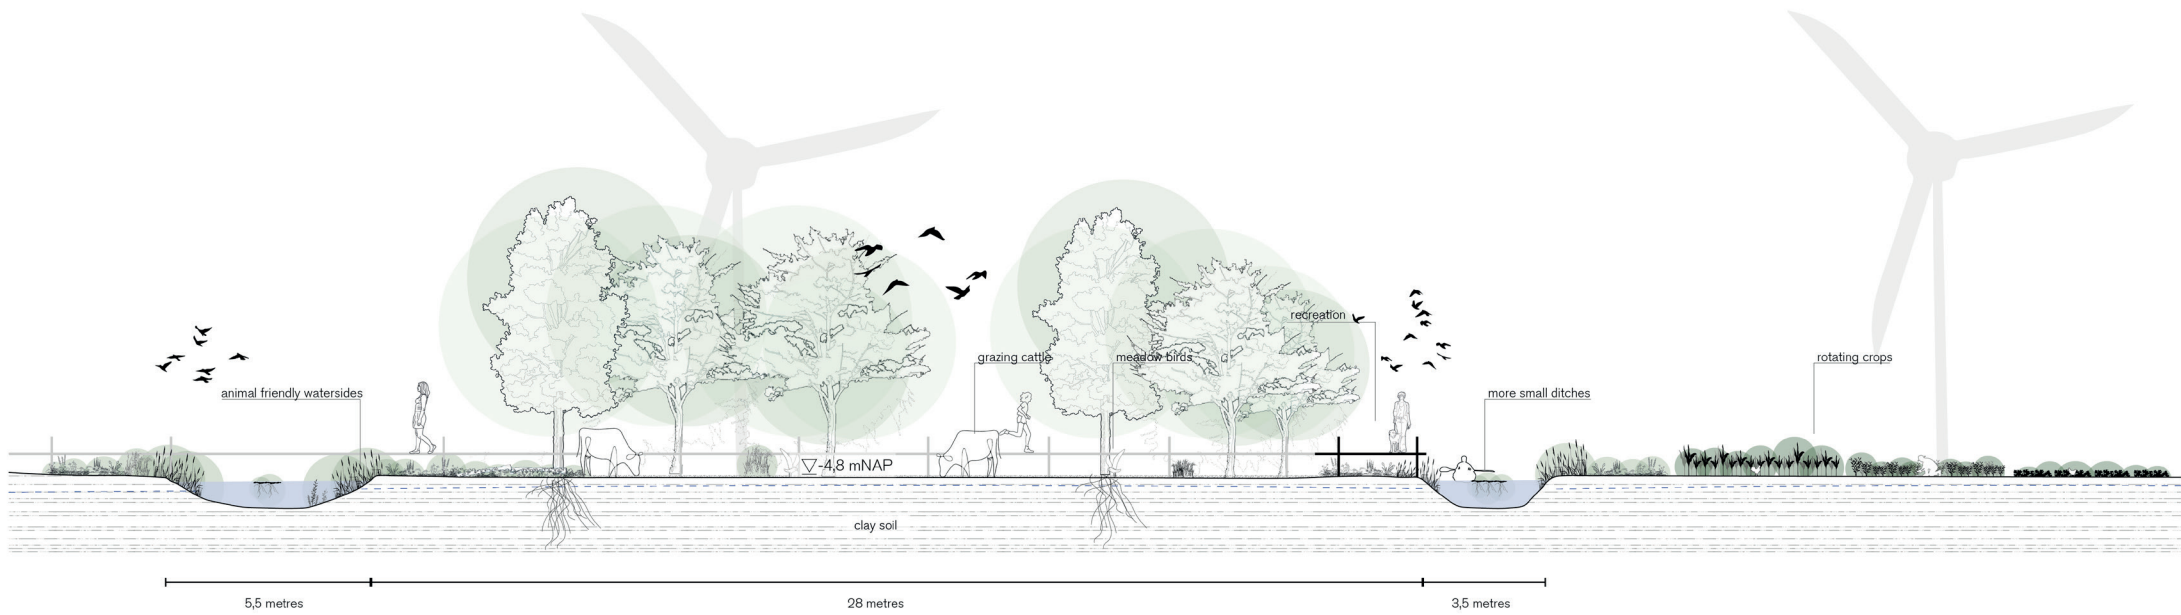 recreation
grazing cattle
meadow birds
rotating crops
animal friendly watersides
more small ditches
-4,8 mNAP
clay soil
5,5 metres
28 metres
3,5 metres